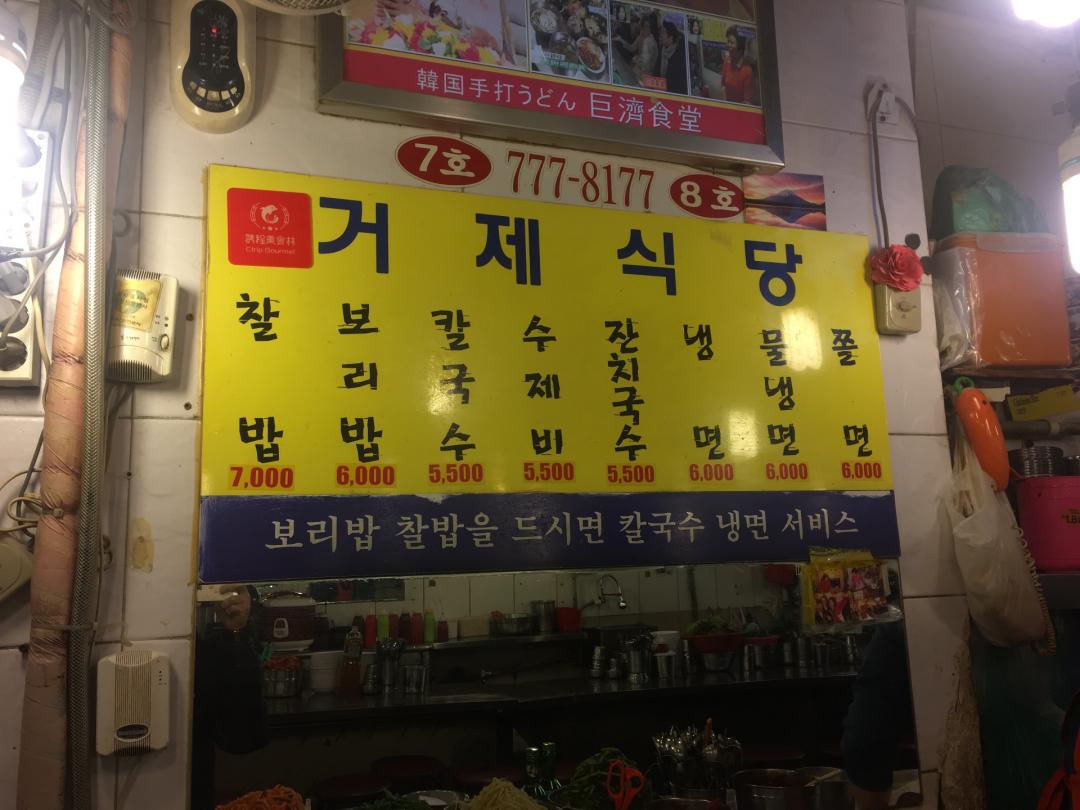 韓国手打うどん 巨濟食堂
7호 777-8177 8호
携程美食林
Ctrip Gourmet
거제식당
찰밥 보리밥 칼국수 수제비 잔치국수 냉면 물냉면 쫄면
7,000 6,000 5,500 5,500 5,500 6,000 6,000 6,000
보리밥 찰밥을 드시면 칼국수 냉면 서비스